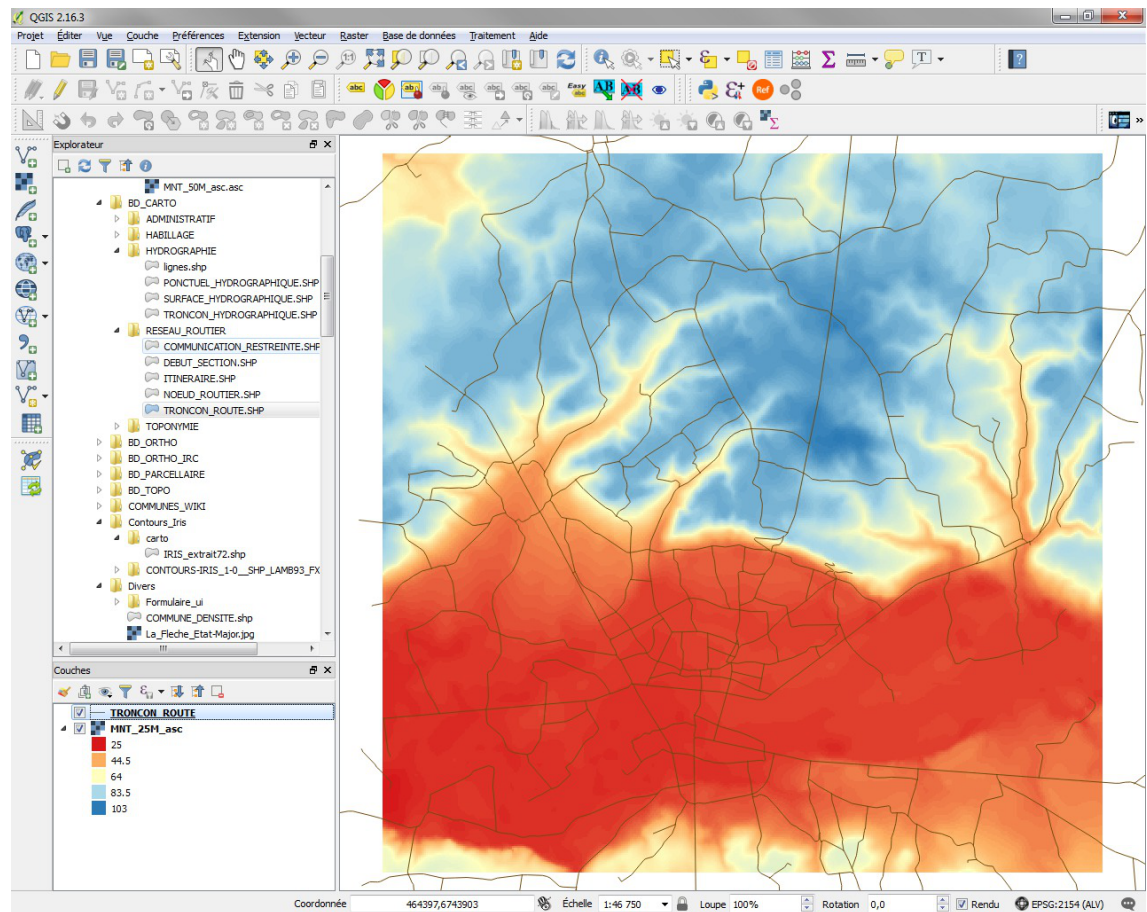 QGIS 2.16.3
Projet Éditer Vue Couche Préférences Extension Vecteur Raster Base de données Traitement Aide
Explorateur
MNT_50M_asc.asc
BD_CARTO
ADMINISTRATIF
HABILLAGE
HYDROGRAPHIE
lignes.shp
PONCTUEL_HYDROGRAPHIQUE.SHP
SURFACE_HYDROGRAPHIQUE.SHP
TRONCON_HYDROGRAPHIQUE.SHP
RESEAU_ROUTIER
COMMUNICATION_RESTREINTE.SHP
DEBUT_SECTION.SHP
ITINERAIRE.SHP
NOEUD_ROUTIER.SHP
TRONCON_ROUTE.SHP
TOPONYMIE
BD_ORTHO
BD_ORTHO_IRC
BD_PARCELLAIRE
BD_TOPO
COMMUNES_WIKI
Contours_Iris
carto
IRIS_extrait72.shp
CONTOURS-IRIS_1-0__SHP_LAMB93_FX
Divers
Formulaire_ui
COMMUNE_DENSITE.shp
La_Fleche_Etat-Major.jpg
Couches
TRONCON_ROUTE
MNT_25M_asc
25
44.5
64
83.5
103
Coordonnée 464397,6743903 Échelle 1:46 750 Loupe 100% Rotation 0,0 Rendu EPSG:2154 (ALV)